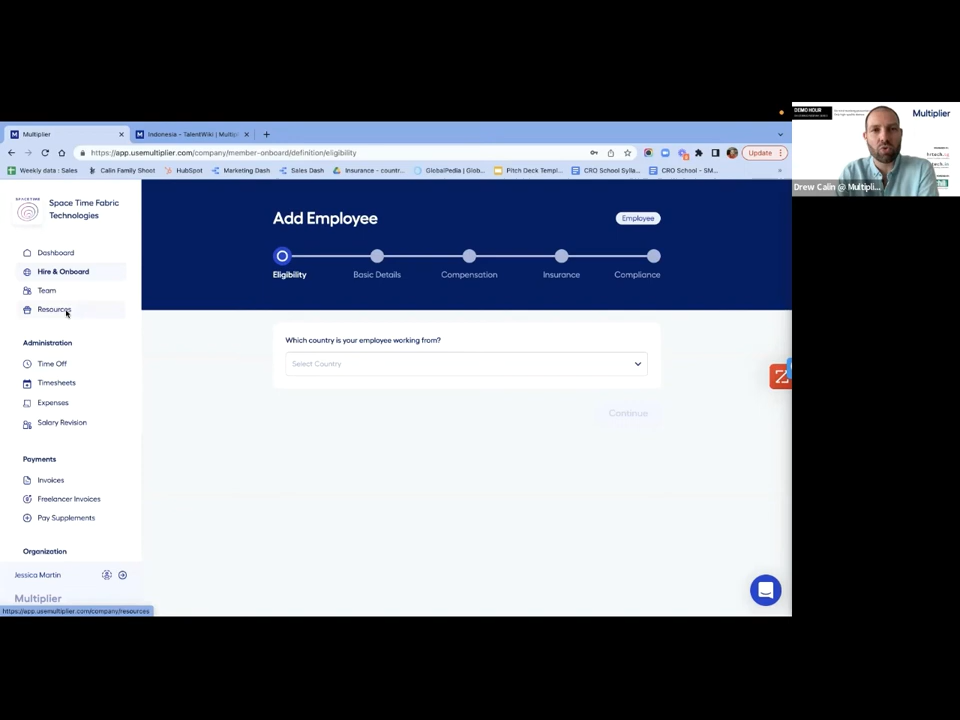 Multiplier
Indonesia - TalentWiki | Multipl
https://app.usemultiplier.com/company/member-onboard/definition/eligibility
Update
Weekly data : Sales
Calin Family Shoot
HubSpot
Marketing Dash
Sales Dash
Insurance - countr...
GlobalPedia | Glob...
Pitch Deck Templ...
CRO School Sylla...
CRO School - SM...
DEMO HOUR
Multiplier
Drew Calin @ Multipli...
SPACETIME
Space Time Fabric
Technologies
Dashboard
Hire & Onboard
Team
Resources
Administration
Time Off
Timesheets
Expenses
Salary Revision
Payments
Invoices
Freelancer Invoices
Pay Supplements
Organization
Jessica Martin
Multiplier
https://app.usemultiplier.com/company/resources
Add Employee
Employee
Eligibility
Basic Details
Compensation
Insurance
Compliance
Which country is your employee working from?
Select Country
Continue